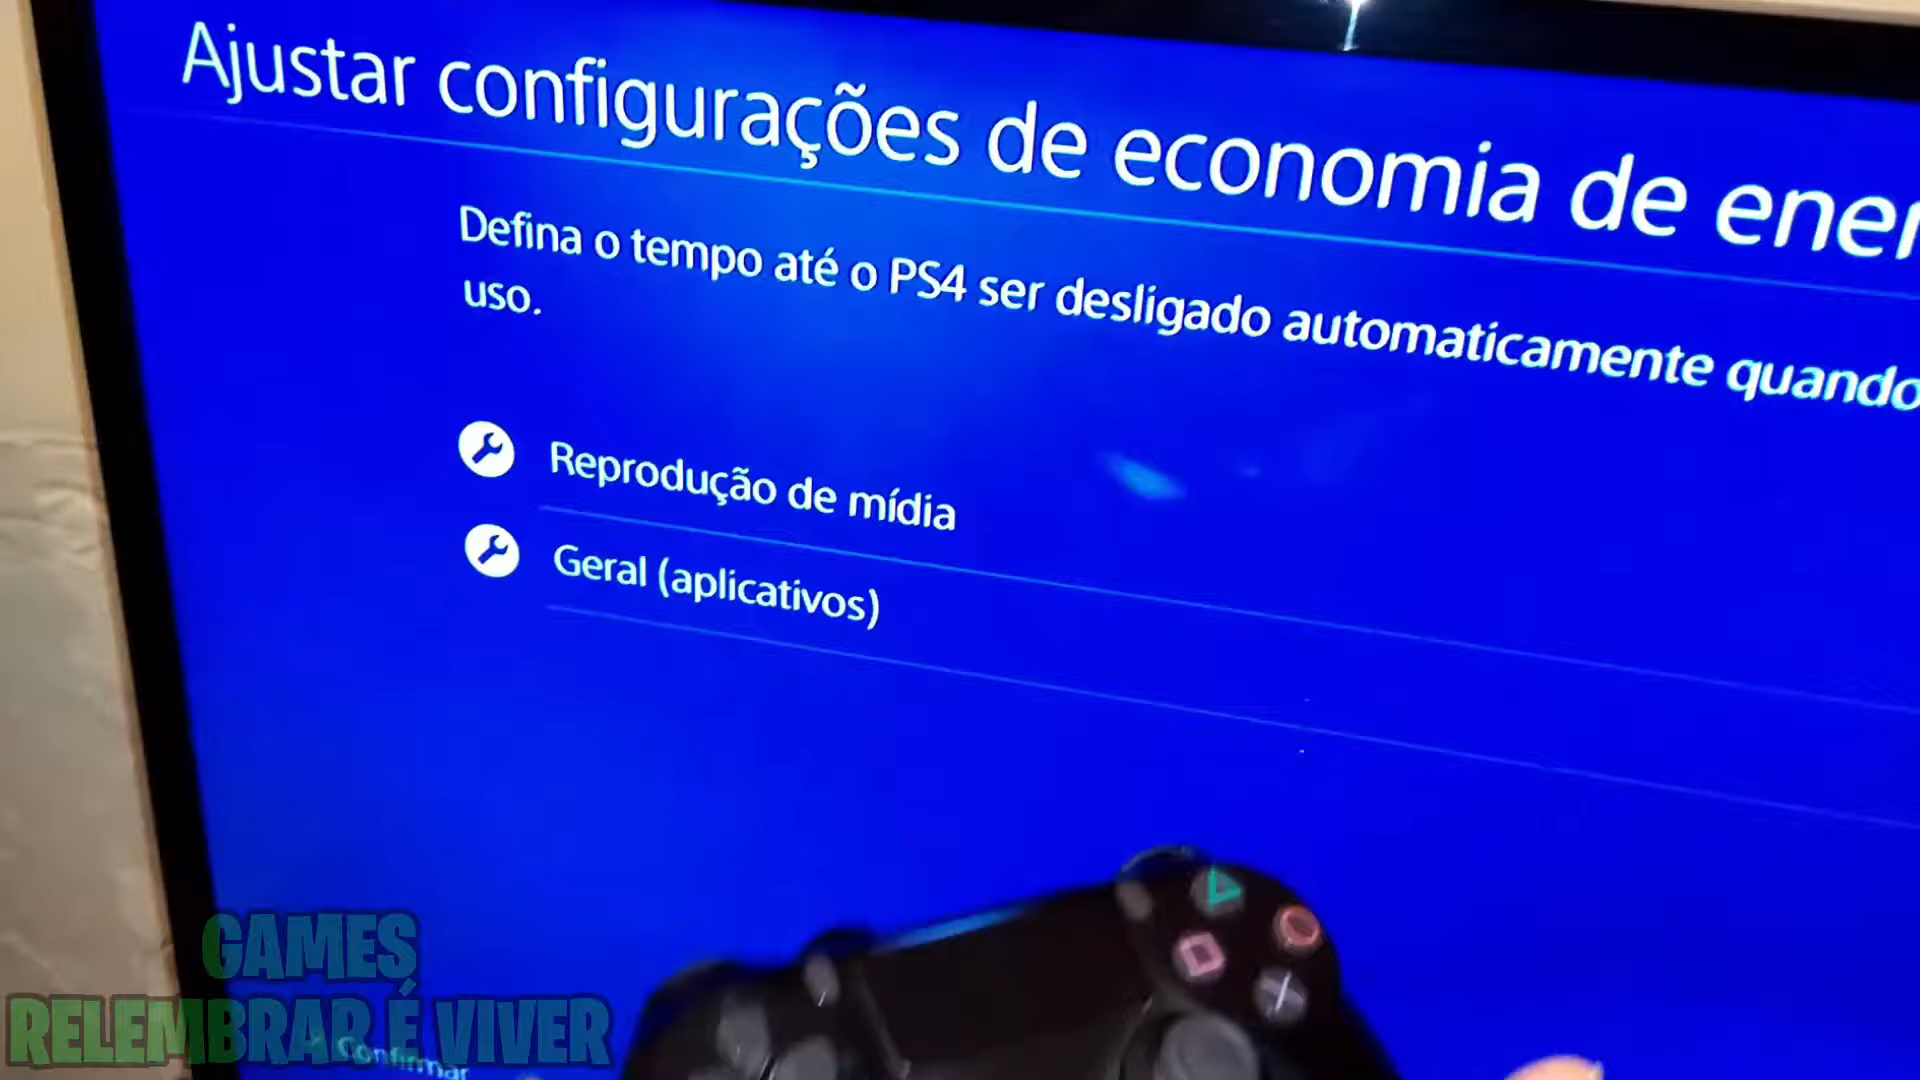 Ajustar configurações de economia de ener
Defina o tempo até o PS4 ser desligado automaticamente quando
uso.
Reprodução de mídia
Geral (aplicativos)
GAMES
RELEMBRAR É VIVER
Confirmar